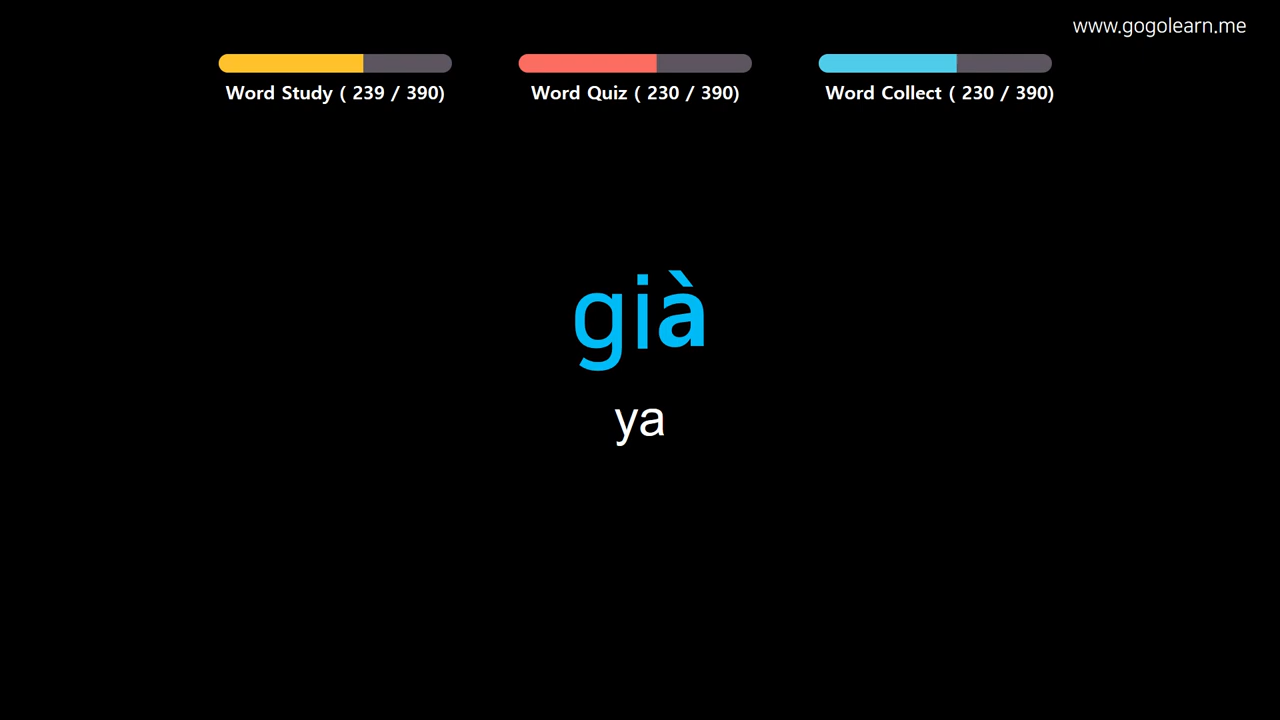 www.gogolearn.me
Word Study ( 239 / 390)
Word Quiz ( 230 / 390)
Word Collect ( 230 / 390)
già
ya